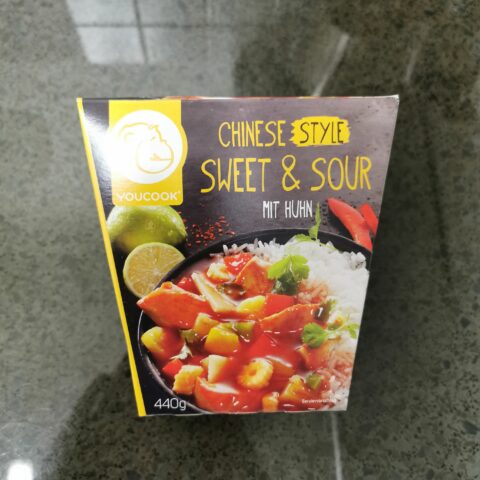 YOUCOOK
CHINESE STYLE
SWEET & SOUR
MIT HUHN
440g